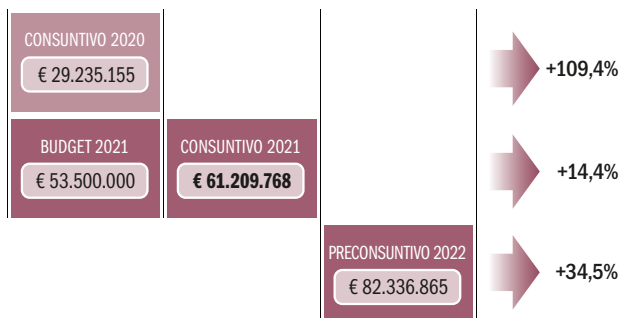 CONSUNTIVO 2020
€ 29.235.155
+109,4%
BUDGET 2021
€ 53.500.000
CONSUNTIVO 2021
€ 61.209.768
+14,4%
PRECONSUNTIVO 2022
€ 82.336.865
+34,5%